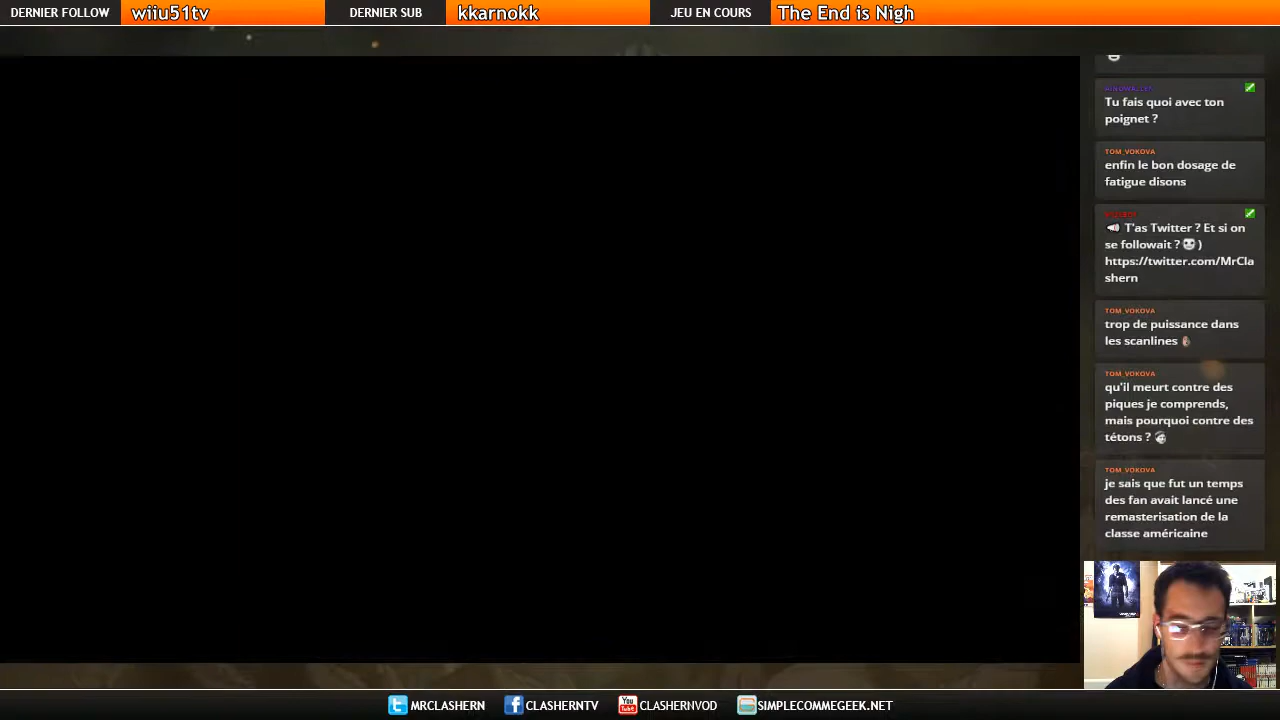 DERNIER FOLLOW wiiu51tv DERNIER SUB kkarnokk JEU EN COURS The End is Nigh
Tu fais quoi avec ton
poignet ?
TOM_VOKOVA
enfin le bon dosage de
fatigue disons
T'as Twitter ? Et si on
se followait ? )
https://twitter.com/MrCla
shern
TOM_VOKOVA
trop de puissance dans
les scanlines
TOM_VOKOVA
qu'il meurt contre des
piques je comprends,
mais pourquoi contre des
tétons ?
TOM_VOKOVA
je sais que fut un temps
des fan avait lancé une
remasterisation de la
classe américaine
MRCLASHERN CLASHERNTV CLASHERNVOD SIMPLECOMMEGEEK.NET